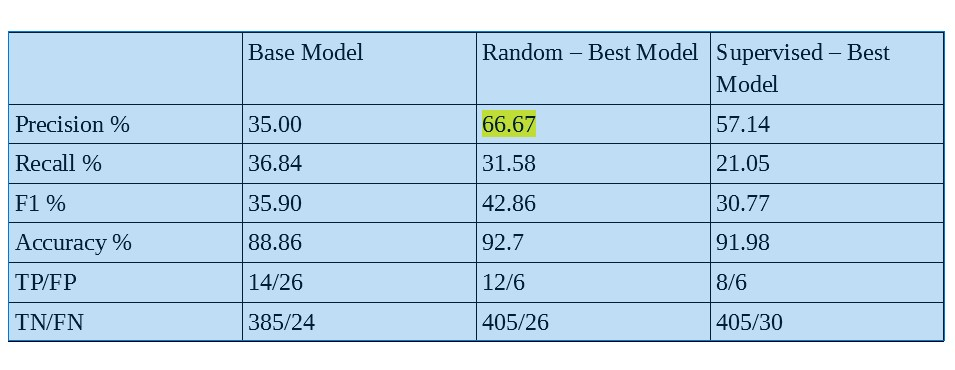 Base Model Random – Best Model Supervised – Best
Model
Precision % 35.00 66.67 57.14
Recall % 36.84 31.58 21.05
F1 % 35.90 42.86 30.77
Accuracy % 88.86 92.7 91.98
TP/FP 14/26 12/6 8/6
TN/FN 385/24 405/26 405/30